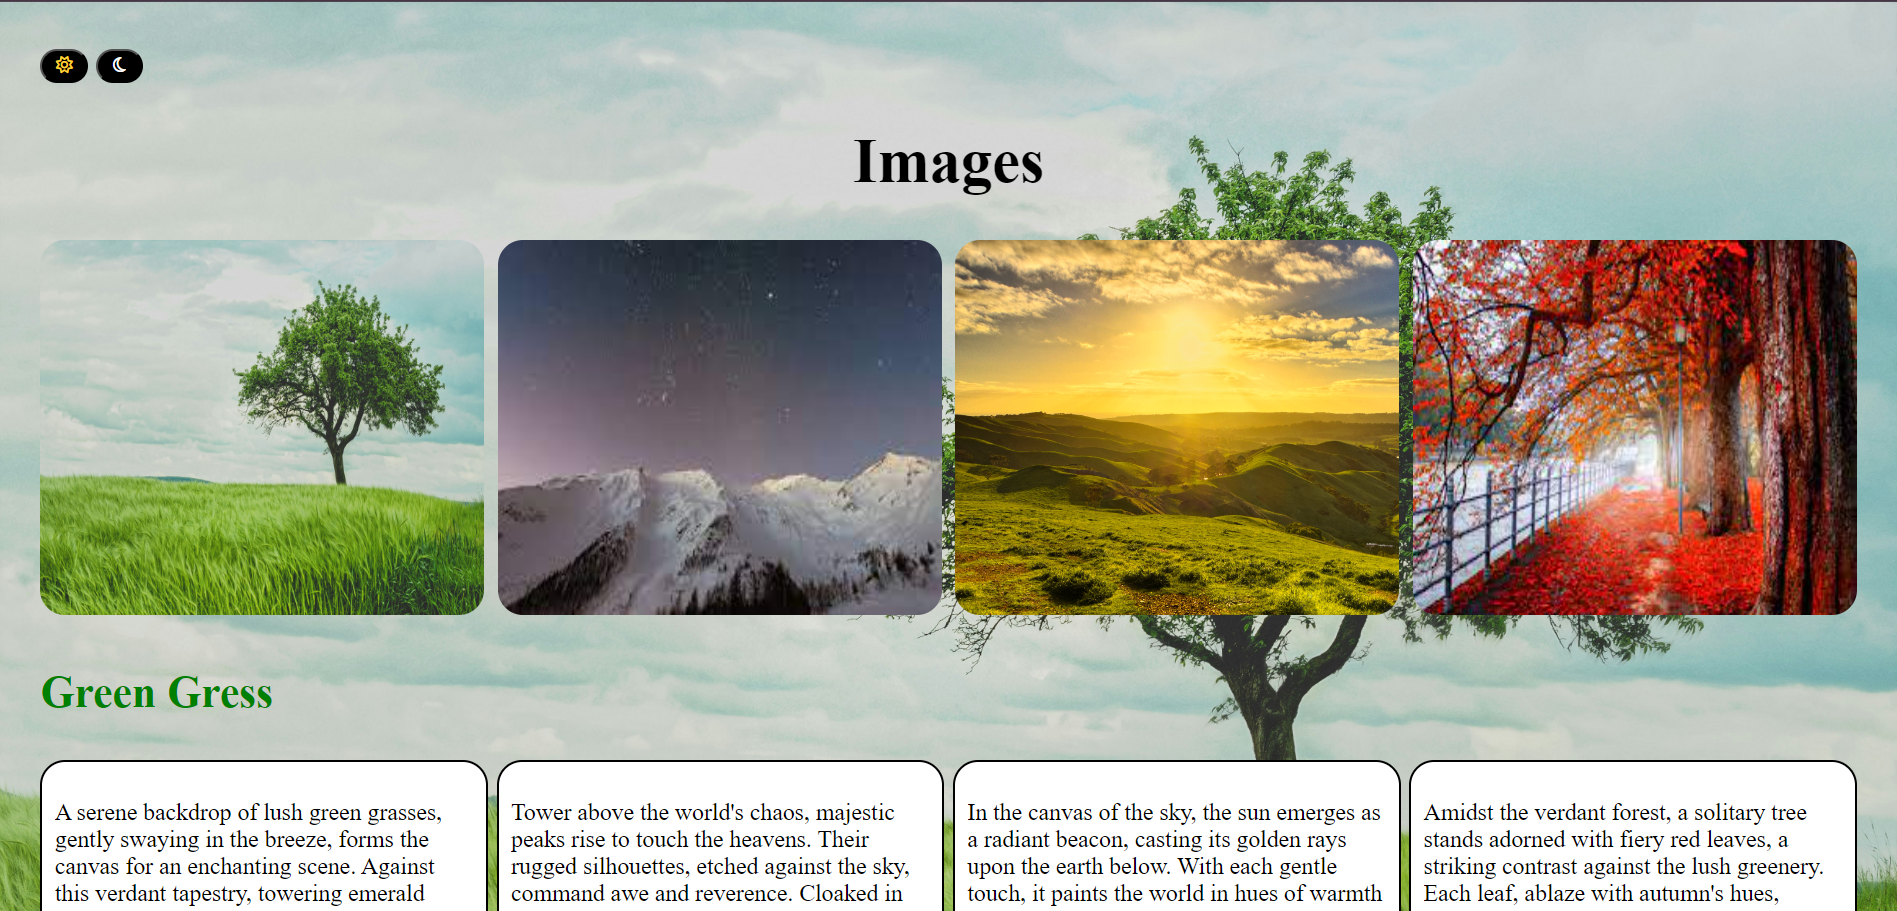 Images
Green Gress
A serene backdrop of lush green grasses,
gently swaying in the breeze, forms the
canvas for an enchanting scene. Against
this verdant tapestry, towering emerald
Tower above the world's chaos, majestic
peaks rise to touch the heavens. Their
rugged silhouettes, etched against the sky,
command awe and reverence. Cloaked in
In the canvas of the sky, the sun emerges as
a radiant beacon, casting its golden rays
upon the earth below. With each gentle
touch, it paints the world in hues of warmth
Amidst the verdant forest, a solitary tree
stands adorned with fiery red leaves, a
striking contrast against the lush greenery.
Each leaf, ablaze with autumn's hues,